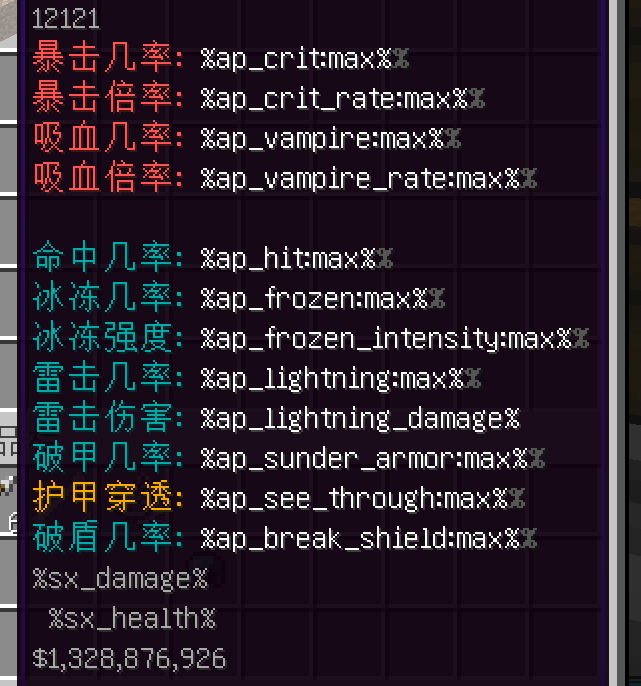 12121
暴击几率: %ap_crit:max%%
暴击倍率: %ap_crit_rate:max%%
吸血几率: %ap_vampire:max%%
吸血倍率: %ap_vampire_rate:max%%
命中几率: %ap_hit:max%%
冰冻几率: %ap_frozen:max%%
冰冻强度: %ap_frozen_intensity:max%%
雷击几率: %ap_lightning:max%%
雷击伤害: %ap_lightning_damage%
破甲几率: %ap_sunder_armor:max%%
护甲穿透: %ap_see_through:max%%
破盾几率: %ap_break_shield:max%%
%sx_damage%
%sx_health%
$1,328,876,926